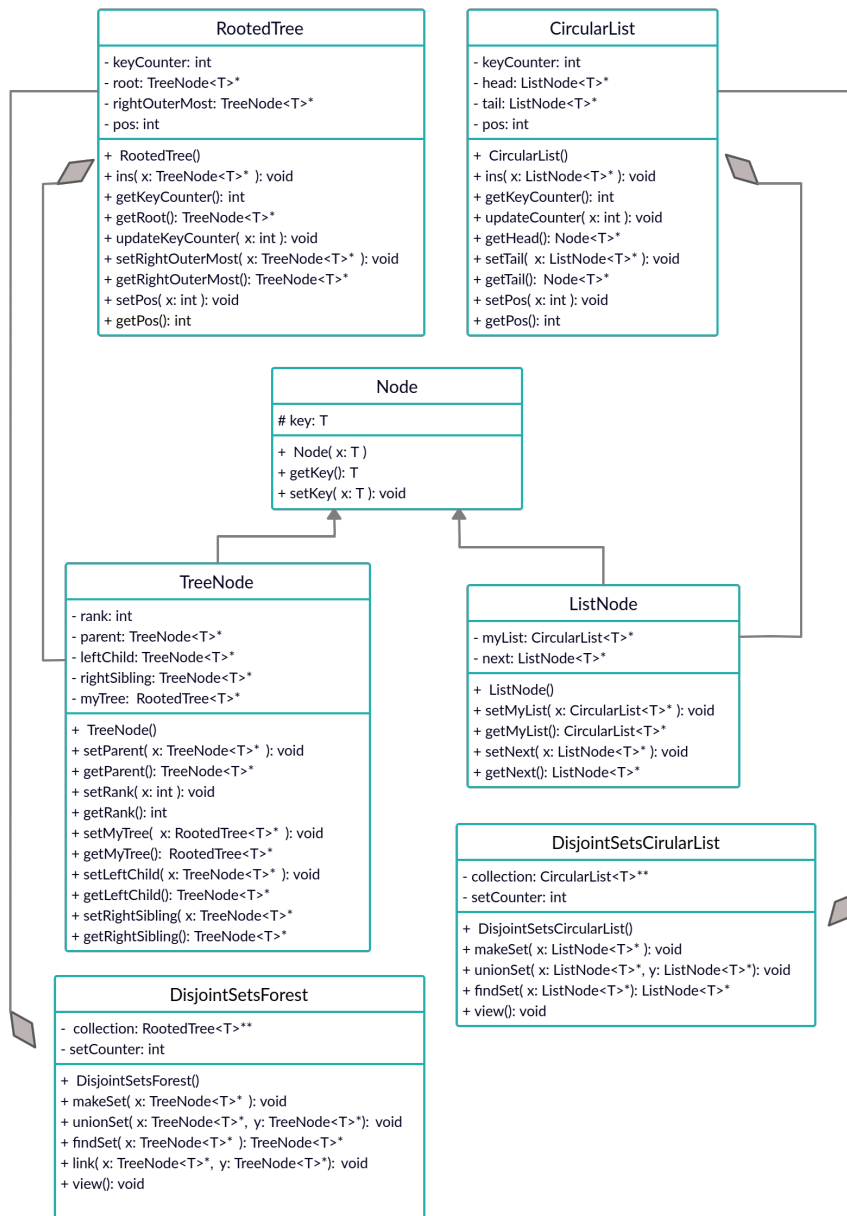 RootedTree
- keyCounter: int
- root: TreeNode<T>*
- rightOuterMost: TreeNode<T>*
- pos: int
+ RootedTree()
+ ins( x: TreeNode<T>* ): void
+ getKeyCounter(): int
+ getRoot(): TreeNode<T>*
+ updateKeyCounter( x: int ): void
+ setRightOuterMost( x: TreeNode<T>* ): void
+ getRightOuterMost(): TreeNode<T>*
+ setPos( x: int ): void
+ getPos(): int
CircularList
- keyCounter: int
- head: ListNode<T>*
- tail: ListNode<T>*
- pos: int
+ CircularList()
+ ins( x: ListNode<T>* ): void
+ getKeyCounter(): int
+ updateCounter( x: int ): void
+ getHead(): Node<T>*
+ setTail( x: ListNode<T>* ): void
+ getTail(): Node<T>*
+ setPos( x: int ): void
+ getPos(): int
Node
# key: T
+ Node( x: T )
+ getKey(): T
+ setKey( x: T ): void
TreeNode
- rank: int
- parent: TreeNode<T>*
- leftChild: TreeNode<T>*
- rightSibling: TreeNode<T>*
- myTree: RootedTree<T>*
+ TreeNode()
+ setParent( x: TreeNode<T>* ): void
+ getParent(): TreeNode<T>*
+ setRank( x: int ): void
+ getRank(): int
+ setMyTree( x: RootedTree<T>* ): void
+ getMyTree(): RootedTree<T>*
+ setLeftChild( x: TreeNode<T>* ): void
+ getLeftChild(): TreeNode<T>*
+ setRightSibling( x: TreeNode<T>*
+ getRightSibling(): TreeNode<T>*
ListNode
- myList: CircularList<T>*
- next: ListNode<T>*
+ ListNode()
+ setMyList( x: CircularList<T>* ): void
+ getMyList(): CircularList<T>*
+ setNext( x: ListNode<T>* ): void
+ getNext(): ListNode<T>*
DisjointSetsCirularList
- collection: CircularList<T>**
- setCounter: int
+ DisjointSetsCircularList()
+ makeSet( x: ListNode<T>* ): void
+ unionSet( x: ListNode<T>*, y: ListNode<T>*): void
+ findSet( x: ListNode<T>*): ListNode<T>*
+ view(): void
DisjointSetsForest
- collection: RootedTree<T>**
- setCounter: int
+ DisjointSetsForest()
+ makeSet( x: TreeNode<T>* ): void
+ unionSet( x: TreeNode<T>*, y: TreeNode<T>*): void
+ findSet( x: TreeNode<T>* ): TreeNode<T>*
+ link( x: TreeNode<T>*, y: TreeNode<T>*): void
+ view(): void